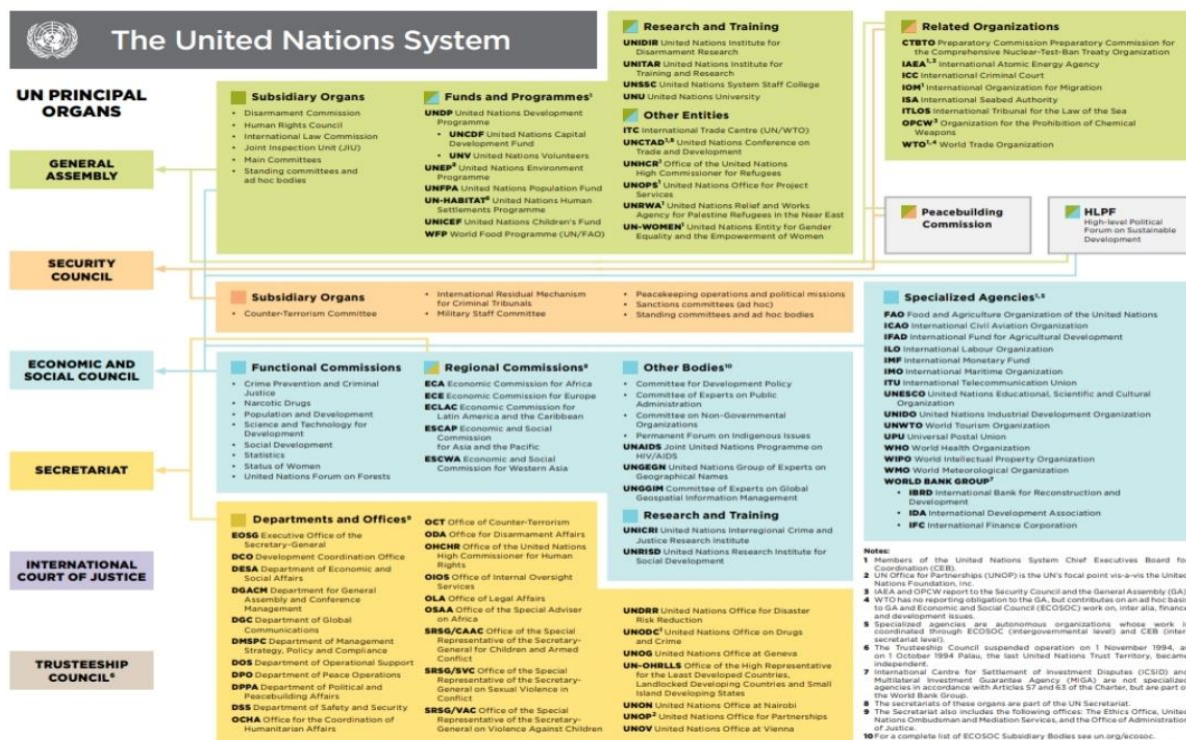 The United Nations System
UN PRINCIPAL
ORGANS
GENERAL
ASSEMBLY
SECURITY
COUNCIL
ECONOMIC AND
SOCIAL COUNCIL
SECRETARIAT
INTERNATIONAL
COURT OF JUSTICE
TRUSTEESHIP
COUNCIL⁶
Subsidiary Organs
• Disarmament Commission
• Human Rights Council
• International Law Commission
• Joint Inspection Unit (JIU)
• Main Committees
• Standing committees and
ad hoc bodies
Funds and Programmes¹
UNDP United Nations Development
Programme
• UNCDF United Nations Capital
Development Fund
• UNV United Nations Volunteers
UNEP⁸ United Nations Environment
Programme
UNFPA United Nations Population Fund
UN-HABITAT⁸ United Nations Human
Settlements Programme
UNICEF United Nations Children's Fund
WFP World Food Programme (UN/FAO)
Research and Training
UNIDIR United Nations Institute for
Disarmament Research
UNITAR United Nations Institute for
Training and Research
UNSSC United Nations System Staff College
UNU United Nations University
Other Entities
ITC International Trade Centre (UN/WTO)
UNCTAD¹,⁸ United Nations Conference on
Trade and Development
UNHCR¹ Office of the United Nations
High Commissioner for Refugees
UNOPS¹ United Nations Office for Project
Services
UNRWA¹ United Nations Relief and Works
Agency for Palestine Refugees in the Near East
UN-WOMEN¹ United Nations Entity for Gender
Equality and the Empowerment of Women
Related Organizations
CTBTO Preparatory Commission Preparatory Commission for
the Comprehensive Nuclear-Test-Ban Treaty Organization
IAEA¹,³ International Atomic Energy Agency
ICC International Criminal Court
IOM¹ International Organization for Migration
ISA International Seabed Authority
ITLOS International Tribunal for the Law of the Sea
OPCW³ Organization for the Prohibition of Chemical
Weapons
WTO¹,⁴ World Trade Organization
Peacebuilding
Commission
HLPF
High-level Political
Forum on Sustainable
Development
Subsidiary Organs
• Counter-Terrorism Committee
• International Residual Mechanism
for Criminal Tribunals
• Military Staff Committee
• Peacekeeping operations and political missions
• Sanctions committees (ad hoc)
• Standing committees and ad hoc bodies
Functional Commissions
• Crime Prevention and Criminal
Justice
• Narcotic Drugs
• Population and Development
• Science and Technology for
Development
• Social Development
• Statistics
• Status of Women
• United Nations Forum on Forests
Regional Commissions⁸
ECA Economic Commission for Africa
ECE Economic Commission for Europe
ECLAC Economic Commission for
Latin America and the Caribbean
ESCAP Economic and Social
Commission
for Asia and the Pacific
ESCWA Economic and Social
Commission for Western Asia
Other Bodies¹⁰
• Committee for Development Policy
• Committee of Experts on Public
Administration
• Committee on Non-Governmental
Organizations
• Permanent Forum on Indigenous Issues
UNAIDS Joint United Nations Programme on
HIV/AIDS
UNGEGN United Nations Group of Experts on
Geographical Names
UNGGIM Committee of Experts on Global
Geospatial Information Management
Research and Training
UNICRI United Nations Interregional Crime and
Justice Research Institute
UNRISD United Nations Research Institute for
Social Development
Specialized Agencies¹,⁵
FAO Food and Agriculture Organization of the United Nations
ICAO International Civil Aviation Organization
IFAD International Fund for Agricultural Development
ILO International Labour Organization
IMF International Monetary Fund
IMO International Maritime Organization
ITU International Telecommunication Union
UNESCO United Nations Educational, Scientific and Cultural
Organization
UNIDO United Nations Industrial Development Organization
UNWTO World Tourism Organization
UPU Universal Postal Union
WHO World Health Organization
WIPO World Intellectual Property Organization
WMO World Meteorological Organization
WORLD BANK GROUP⁷
• IBRD International Bank for Reconstruction and
Development
• IDA International Development Association
• IFC International Finance Corporation
Departments and Offices⁹
EOSG Executive Office of the
Secretary-General
DCO Development Coordination Office
DESA Department of Economic and
Social Affairs
DGACM Department for General
Assembly and Conference
Management
DGC Department of Global
Communications
DMSPC Department of Management
Strategy, Policy and Compliance
DOS Department of Operational Support
DPO Department of Peace Operations
DPPA Department of Political and
Peacebuilding Affairs
DSS Department of Safety and Security
OCHA Office for the Coordination of
Humanitarian Affairs
OCT Office of Counter-Terrorism
ODA Office for Disarmament Affairs
OHCHR Office of the United Nations
High Commissioner for Human
Rights
OIOS Office of Internal Oversight
Services
OLA Office of Legal Affairs
OSAA Office of the Special Adviser
on Africa
SRSG/CAAC Office of the Special
Representative of the Secretary-
General for Children and Armed
Conflict
SRSG/SVC Office of the Special
Representative of the Secretary-
General on Sexual Violence in
Conflict
SRSG/VAC Office of the Special
Representative of the Secretary-
General on Violence Against Children
UNDRR United Nations Office for Disaster
Risk Reduction
UNODC¹ United Nations Office on Drugs
and Crime
UNOG United Nations Office at Geneva
UN-OHRLLS Office of the High Representative
for the Least Developed Countries,
Landlocked Developing Countries and Small
Island Developing States
UNON United Nations Office at Nairobi
UNOP² United Nations Office for Partnerships
UNOV United Nations Office at Vienna
Notes:
1 Members of the United Nations System Chief Executives Board for
Coordination (CEB).
2 UN Office for Partnerships (UNOP) is the UN's focal point vis-a-vis the United
Nations Foundation, Inc.
3 IAEA and OPCW report to the Security Council and the General Assembly (GA).
4 WTO has no reporting obligation to the GA, but contributes on an ad hoc basis
to GA and Economic and Social Council (ECOSOC) work on, inter alia, finance
and development issues.
5 Specialized agencies are autonomous organizations whose work is
coordinated through ECOSOC (intergovernmental level) and CEB (inter-
secretariat level).
6 The Trusteeship Council suspended operation on 1 November 1994, as
on 1 October 1994 Palau, the last United Nations Trust Territory, became
independent.
7 International Centre for Settlement of Investment Disputes (ICSID) and
Multilateral Investment Guarantee Agency (MIGA) are not specialized
agencies in accordance with Articles 57 and 63 of the Charter, but are part of
the World Bank Group.
8 The secretariats of these organs are part of the UN Secretariat.
9 The Secretariat also includes the following offices: The Ethics Office, United
Nations Ombudsman and Mediation Services, and the Office of Administration
of Justice.
10 For a complete list of ECOSOC Subsidiary Bodies see un.org/ecosoc.